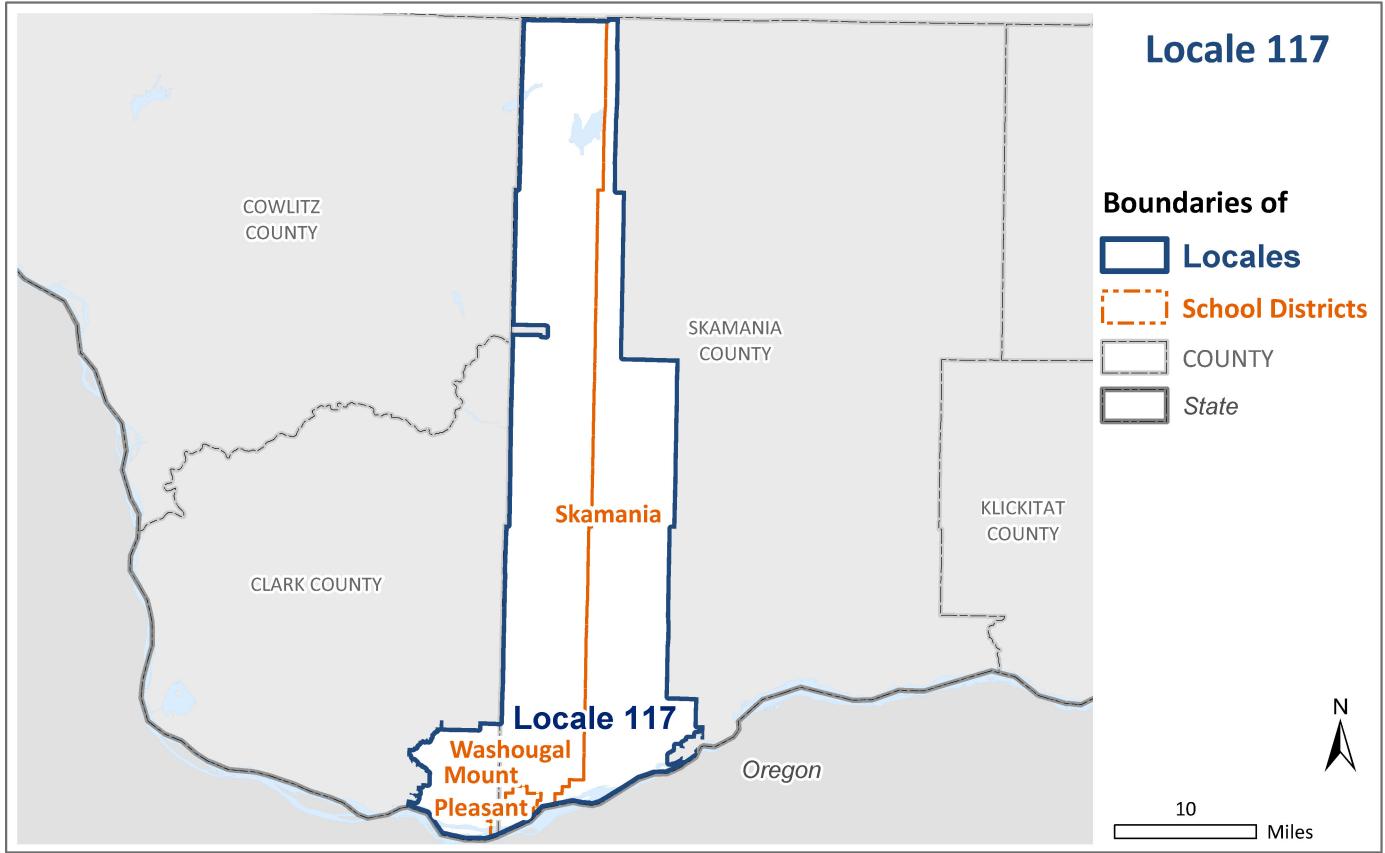 Locale 117
Boundaries of
Locales
School Districts
COUNTY
State
COWLITZ
COUNTY
SKAMANIA
COUNTY
KLICKITAT
COUNTY
CLARK COUNTY
Skamania
Locale 117
Washougal
Mount
Pleasant
Oregon
N
10
Miles